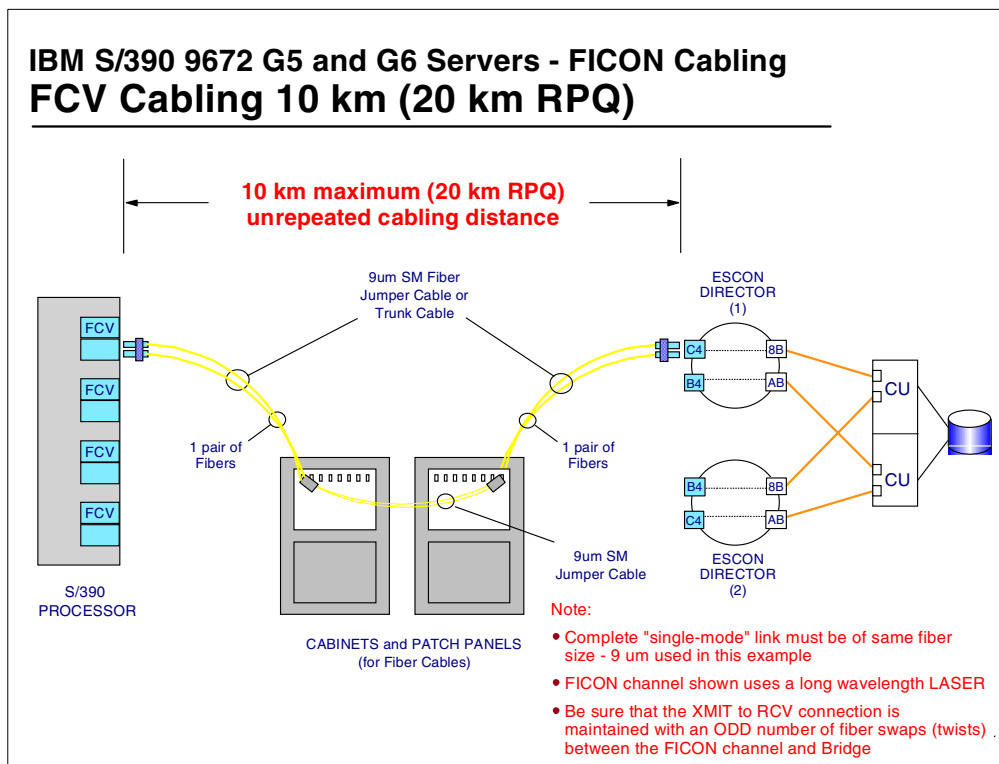 IBM S/390 9672 G5 and G6 Servers - FICON Cabling
FCV Cabling 10 km (20 km RPQ)
10 km maximum (20 km RPQ)
unrepeated cabling distance
9um SM Fiber
Jumper Cable or
Trunk Cable
ESCON
DIRECTOR
(1)
FCV
FCV
FCV
FCV
C4
8B
B4
AB
CU
CU
1 pair of
Fibers
1 pair of
Fibers
B4
8B
C4
AB
9um SM
Jumper Cable
ESCON
DIRECTOR
(2)
S/390
PROCESSOR
CABINETS and PATCH PANELS
(for Fiber Cables)
Note:
• Complete "single-mode" link must be of same fiber
size - 9 um used in this example
• FICON channel shown uses a long wavelength LASER
• Be sure that the XMIT to RCV connection is
maintained with an ODD number of fiber swaps (twists)
between the FICON channel and Bridge